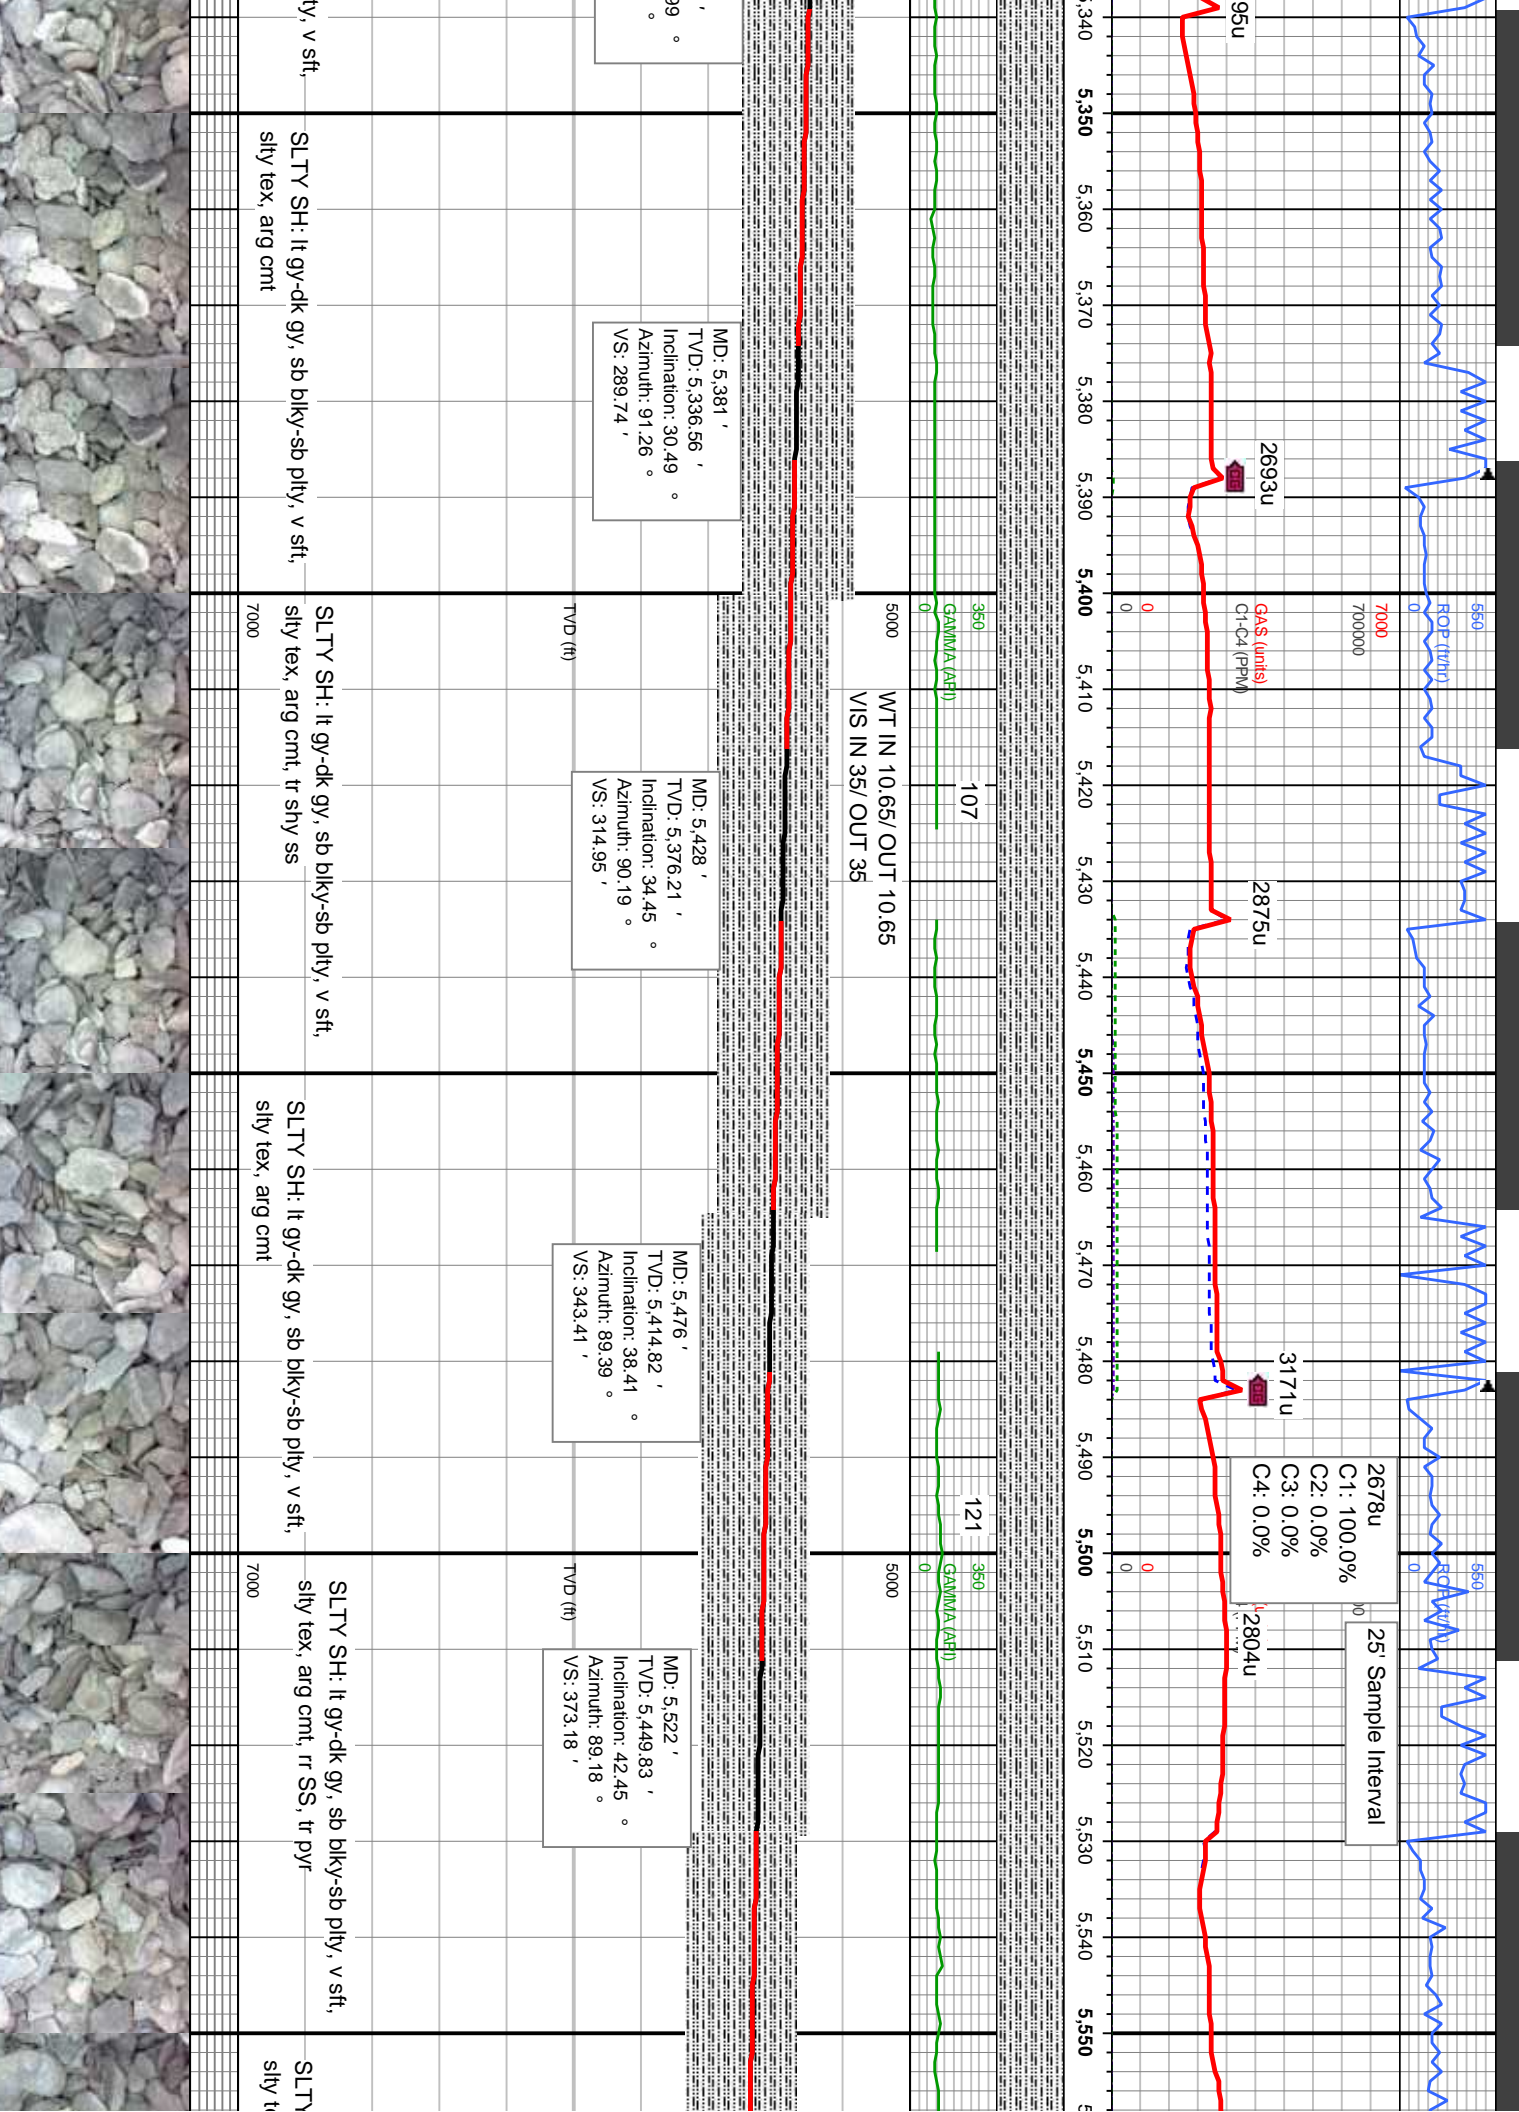 95u
5,340
5,350
5,360
5,370
5,380
5,390
5,400
5,410
5,420
5,430
5,440
5,450
5,460
5,470
5,480
5,490
5,500
5,510
5,520
5,530
5,540
5,550
550
ROP (ft/hr)
0
7000
700000
GAS (units)
C1-C4 (PPM)
0
0
2693u
2875u
3171u
2678u
C1: 100.0%
C2: 0.0%
C3: 0.0%
C4: 0.0%
25' Sample Interval
2804u
550
ROP (ft/hr)
0
0
0
350
GAMMA (API)
0
107
121
350
GAMMA (API)
0
WT IN 10.65/ OUT 10.65
VIS IN 35/ OUT 35
5000
TVD (ft)
7000
5000
TVD (ft)
7000
99 °
MD: 5,381 '
TVD: 5,336.56 '
Inclination: 30.49 °
Azimuth: 91.26 °
VS: 289.74 '
MD: 5,428 '
TVD: 5,376.21 '
Inclination: 34.45 °
Azimuth: 90.19 °
VS: 314.95 '
MD: 5,476 '
TVD: 5,414.82 '
Inclination: 38.41 °
Azimuth: 89.39 °
VS: 343.41 '
MD: 5,522 '
TVD: 5,449.83 '
Inclination: 42.45 °
Azimuth: 89.18 °
VS: 373.18 '
ty, v sft,
SLTY SH: lt gy-dk gy, sb blky-sb plty, v sft,
slty tex, arg cmt
SLTY SH: lt gy-dk gy, sb blky-sb plty, v sft,
slty tex, arg cmt, tr shy ss
SLTY SH: lt gy-dk gy, sb blky-sb plty, v sft,
slty tex, arg cmt
SLTY SH: lt gy-dk gy, sb blky-sb plty, v sft,
slty tex, arg cmt, rr SS, tr pyr
SLTY
slty te